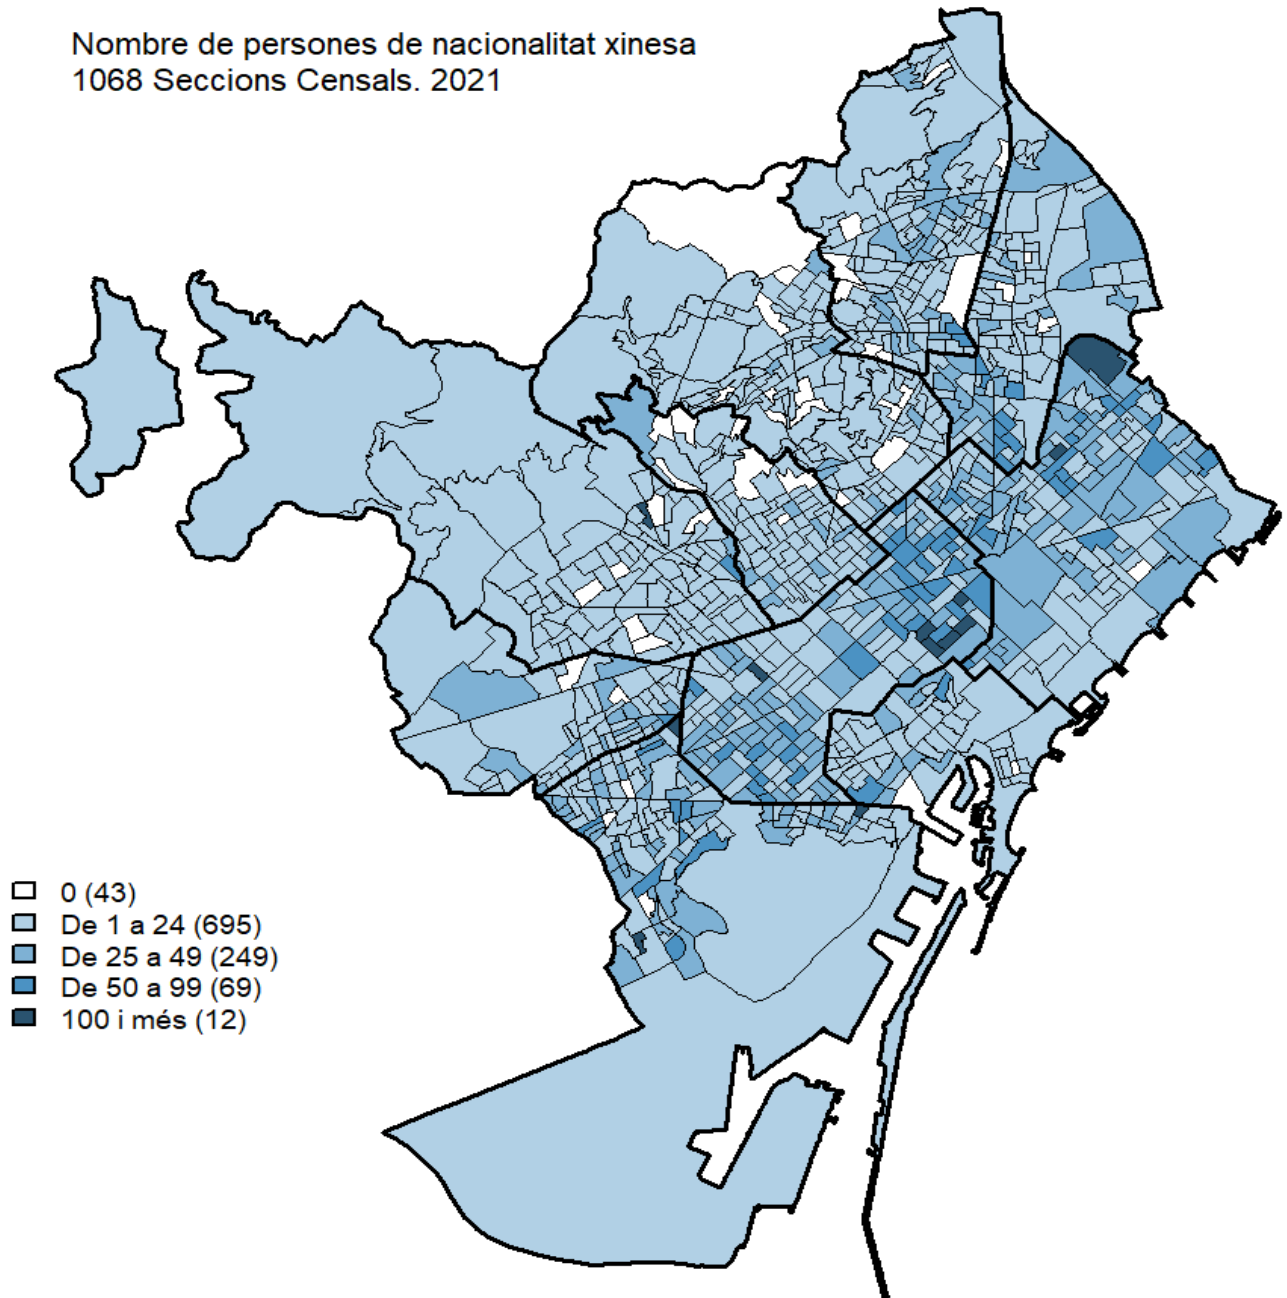 Nombre de persones de nacionalitat xinesa
1068 Seccions Censals. 2021
0 (43)
De 1 a 24 (695)
De 25 a 49 (249)
De 50 a 99 (69)
100 i més (12)